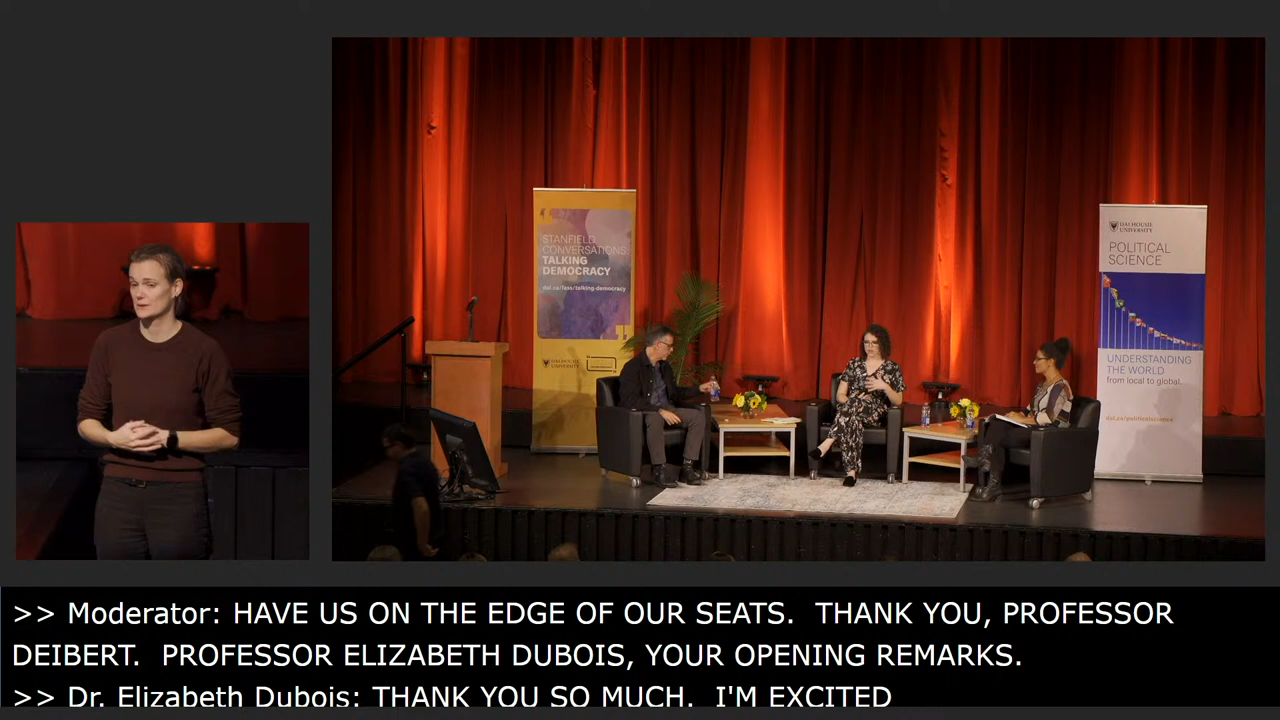 STANFIELD
CONVERSATIONS:
TALKING
DEMOCRACY
dal.ca/fass/talking-democracy
DALHOUSIE
UNIVERSITY
DALHOUSIE
UNIVERSITY
POLITICAL
SCIENCE
UNDERSTANDING
THE WORLD
from local to global.
dal.ca/politicalscience
>> Moderator: HAVE US ON THE EDGE OF OUR SEATS.  THANK YOU, PROFESSOR
DEIBERT.  PROFESSOR ELIZABETH DUBOIS, YOUR OPENING REMARKS.
>> Dr. Elizabeth Dubois: THANK YOU SO MUCH.  I'M EXCITED